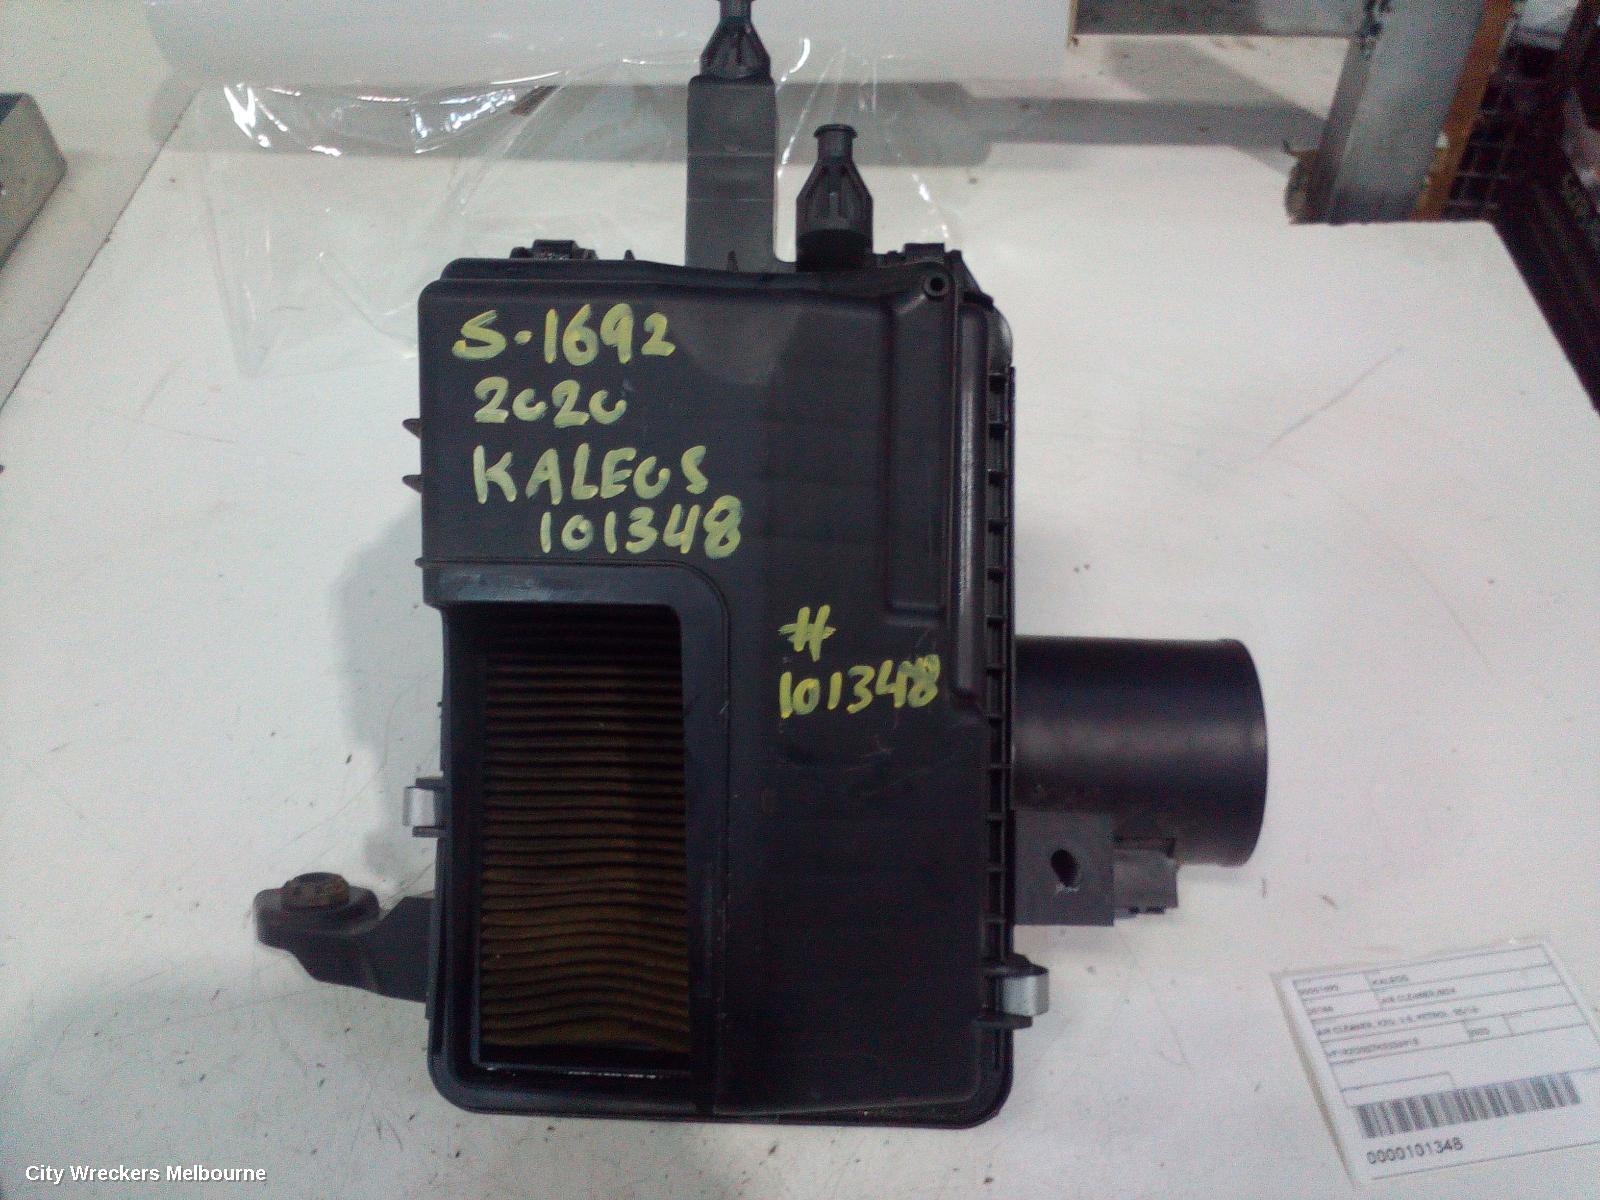 S-1692
2020
KALEOS
101348
#
101348
KALEOS
AIR CLEANER/BOX
0000101348
City Wreckers Melbourne